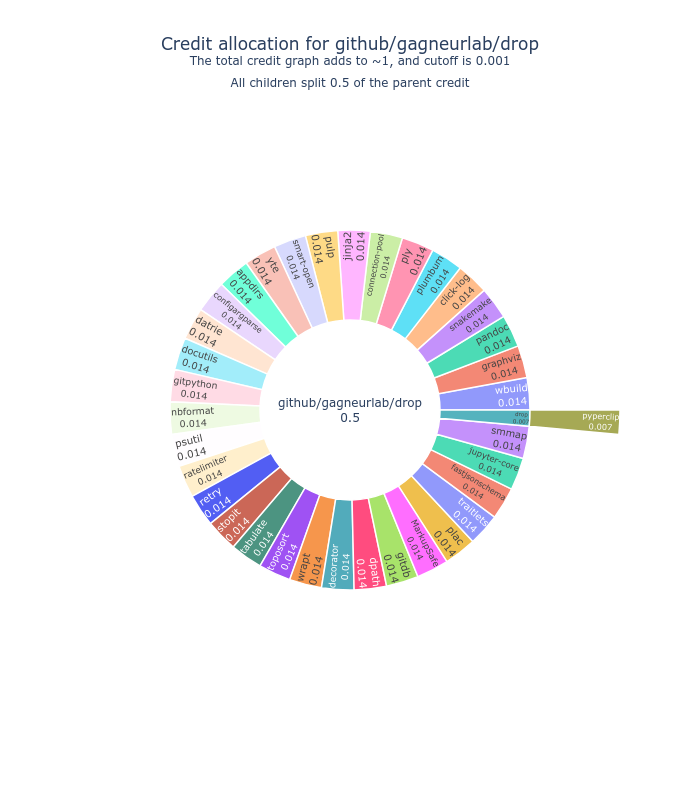 Credit allocation for github/gagneurlab/drop
The total credit graph adds to ~1, and cutoff is 0.001
All children split 0.5 of the parent credit
github/gagneurlab/drop
0.5
wbuild
0.014
graphviz
0.014
pandoc
0.014
snakemake
0.014
click-log
0.014
plumbum
0.014
ply
0.014
connection-pool
0.014
jinja2
0.014
pulp
0.014
smart-open
0.014
yte
0.014
appdirs
0.014
configargparse
0.014
datrie
0.014
docutils
0.014
gitpython
0.014
nbformat
0.014
psutil
0.014
ratelimiter
0.014
retry
0.014
stopit
0.014
tabulate
0.014
toposort
0.014
wrapt
0.014
decorator
0.014
dpath
0.014
gitdb
0.014
MarkupSafe
0.014
plac
0.014
traitlets
0.014
fastjsonschema
0.014
jupyter-core
0.014
smmap
0.014
drop
0.007
pyperclip
0.007